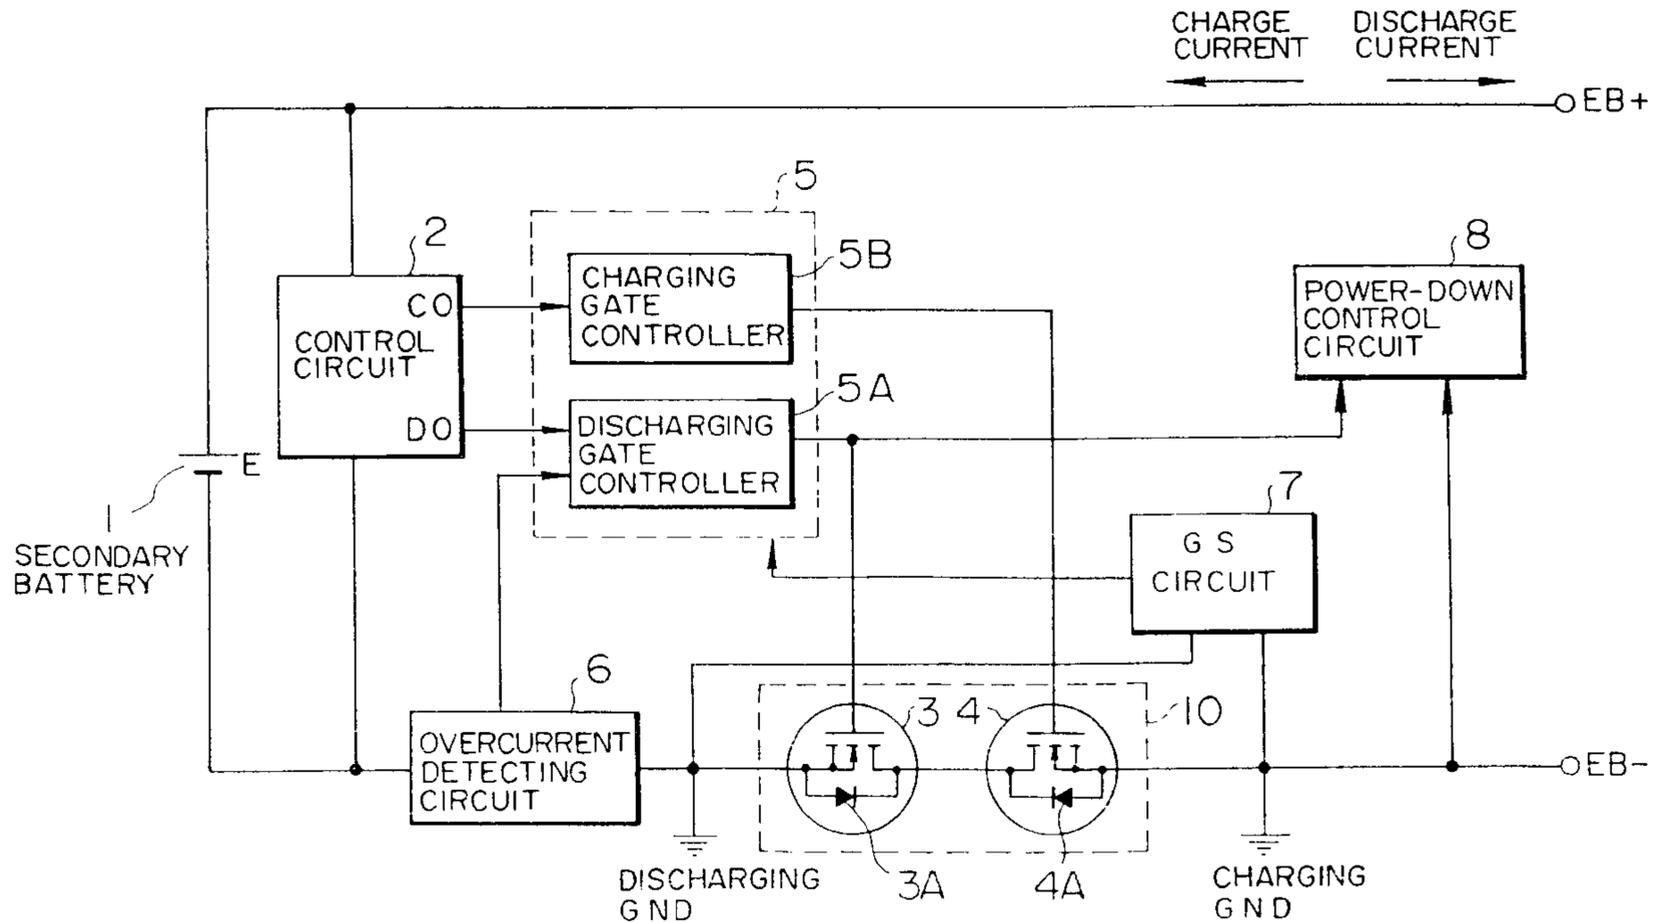 CHARGE
CURRENT
DISCHARGE
CURRENT
EB+
5
2
5B
8
CHARGING
GATE
CONTROLLER
CO
CONTROL
CIRCUIT
POWER-DOWN
CONTROL
CIRCUIT
5A
DO
DISCHARGING
GATE
CONTROLLER
E
1
SECONDARY
BATTERY
7
G S
CIRCUIT
6
OVERCURRENT
DETECTING
CIRCUIT
3
4
10
EB-
3A
4A
DISCHARGING
GND
CHARGING
GND